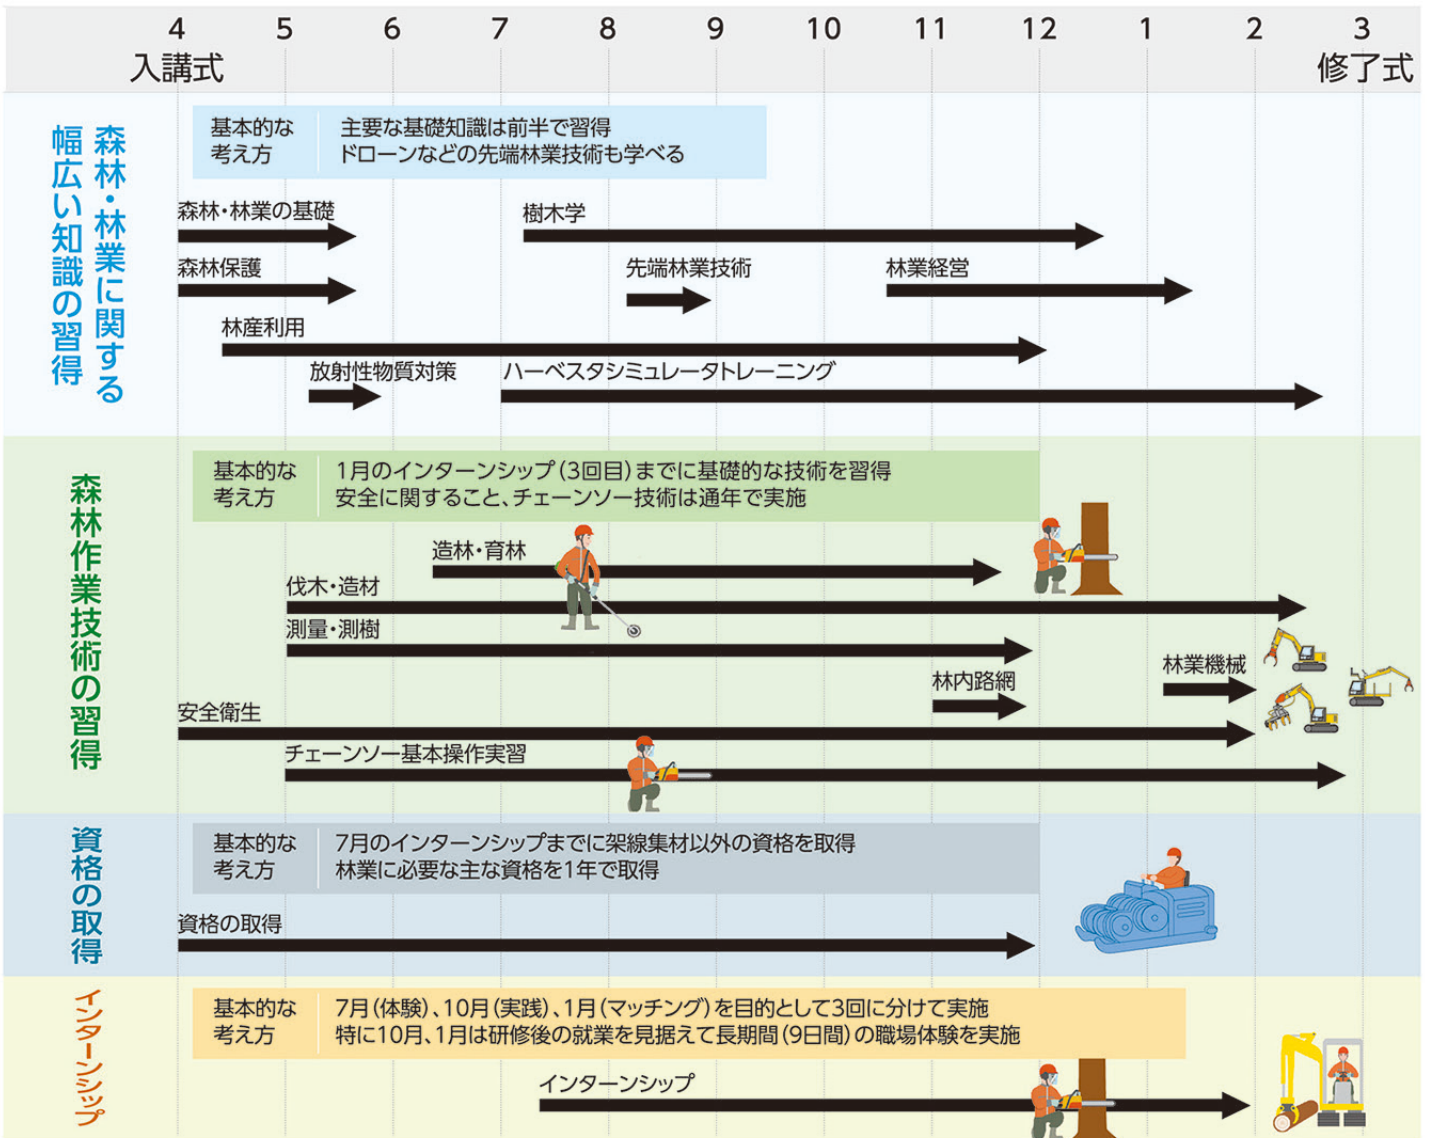 4 5 6 7 8 9 10 11 12 1 2 3
入講式 修了式
森林・林業に関する
幅広い知識の習得
基本的な
考え方
主要な基礎知識は前半で習得
ドローンなどの先端林業技術も学べる
森林・林業の基礎
樹木学
森林保護
先端林業技術
林業経営
林産利用
放射性物質対策
ハーベスタシミュレータトレーニング
森林作業技術の習得
基本的な
考え方
1月のインターンシップ(3回目)までに基礎的な技術を習得
安全に関すること、チェーンソー技術は通年で実施
造林・育林
伐木・造材
測量・測樹
林業機械
林内路網
安全衛生
チェーンソー基本操作実習
資格の取得
基本的な
考え方
7月のインターンシップまでに架線集材以外の資格を取得
林業に必要な主な資格を1年で取得
資格の取得
インターンシップ
基本的な
考え方
7月(体験)、10月(実践)、1月(マッチング)を目的として3回に分けて実施
特に10月、1月は研修後の就業を見据えて長期間(9日間)の職場体験を実施
インターンシップ